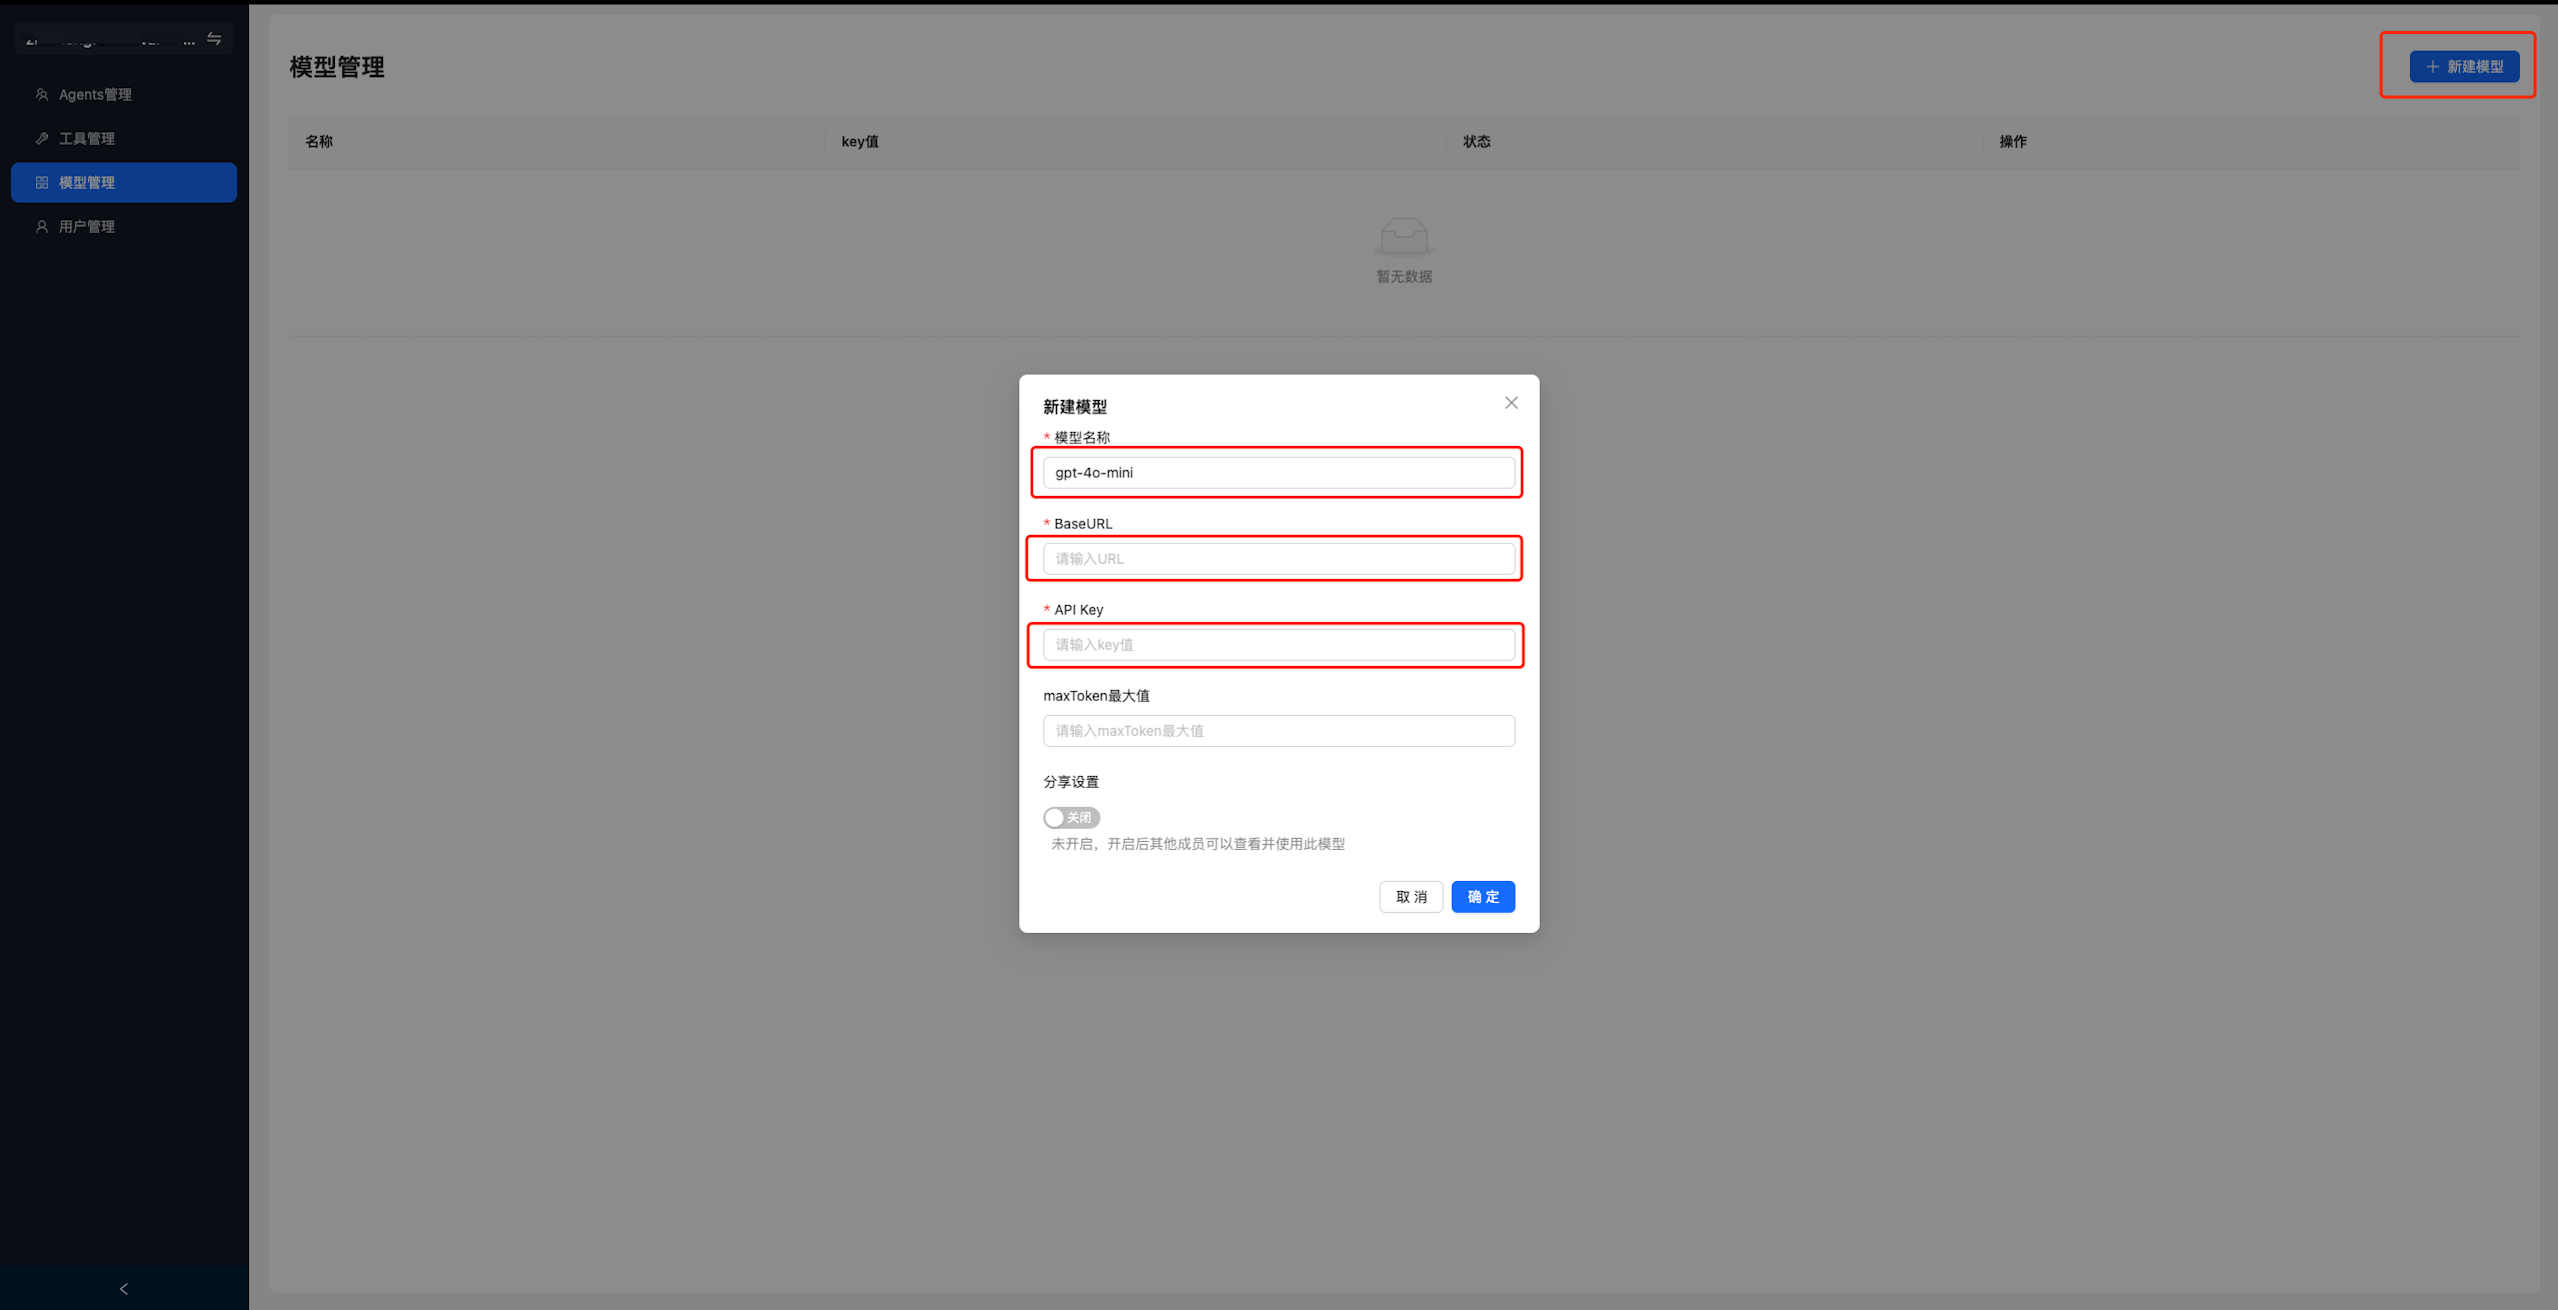 Agents管理
工具管理
模型管理
用户管理
模型管理
新建模型
名称 key值 状态 操作
暂无数据
新建模型
* 模型名称
gpt-4o-mini
* BaseURL
请输入URL
* API Key
请输入key值
maxToken最大值
请输入maxToken最大值
分享设置
关闭
未开启，开启后其他成员可以查看并使用此模型
取 消 确 定